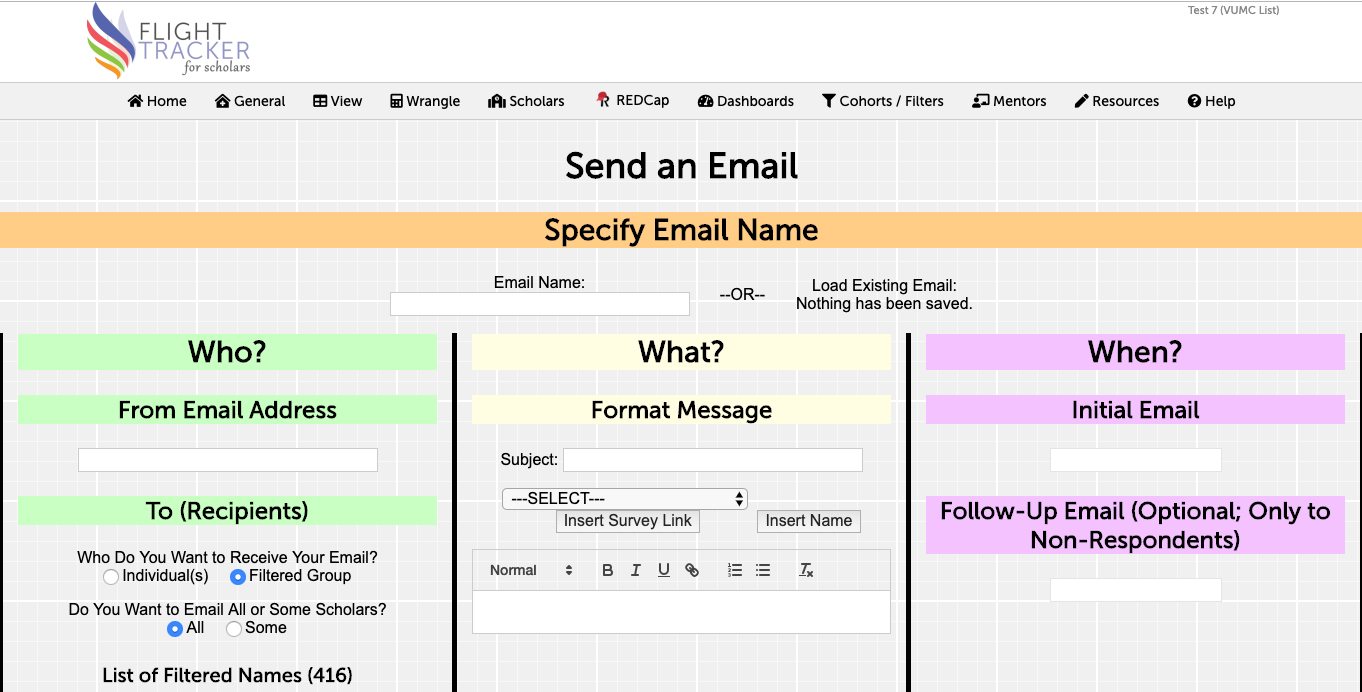 Test 7 (VUMC List)
FLIGHT
TRACKER
for scholars
Home General View Wrangle Scholars REDCap Dashboards Cohorts / Filters Mentors Resources Help
Send an Email
Specify Email Name
Email Name:
--OR--
Load Existing Email:
Nothing has been saved.
Who?
From Email Address
To (Recipients)
Who Do You Want to Receive Your Email?
Individual(s) Filtered Group
Do You Want to Email All or Some Scholars?
All Some
List of Filtered Names (416)
What?
Format Message
Subject:
---SELECT---
Insert Survey Link Insert Name
Normal B I U
When?
Initial Email
Follow-Up Email (Optional; Only to
Non-Respondents)